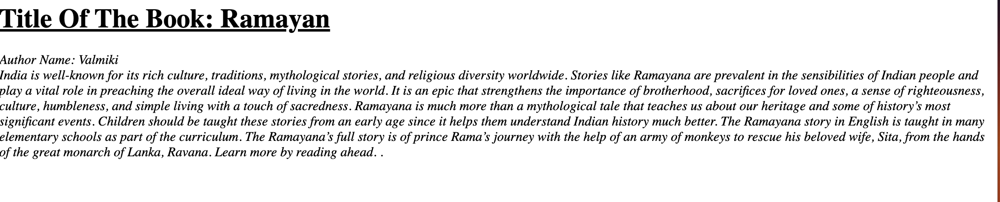 Title Of The Book: Ramayan
Author Name: Valmiki
India is well-known for its rich culture, traditions, mythological stories, and religious diversity worldwide. Stories like Ramayana are prevalent in the sensibilities of Indian people and
play a vital role in preaching the overall ideal way of living in the world. It is an epic that strengthens the importance of brotherhood, sacrifices for loved ones, a sense of righteousness,
culture, humbleness, and simple living with a touch of sacredness. Ramayana is much more than a mythological tale that teaches us about our heritage and some of history’s most
significant events. Children should be taught these stories from an early age since it helps them understand Indian history much better. The Ramayana story in English is taught in many
elementary schools as part of the curriculum. The Ramayana’s full story is of prince Rama’s journey with the help of an army of monkeys to rescue his beloved wife, Sita, from the hands
of the great monarch of Lanka, Ravana. Learn more by reading ahead. .